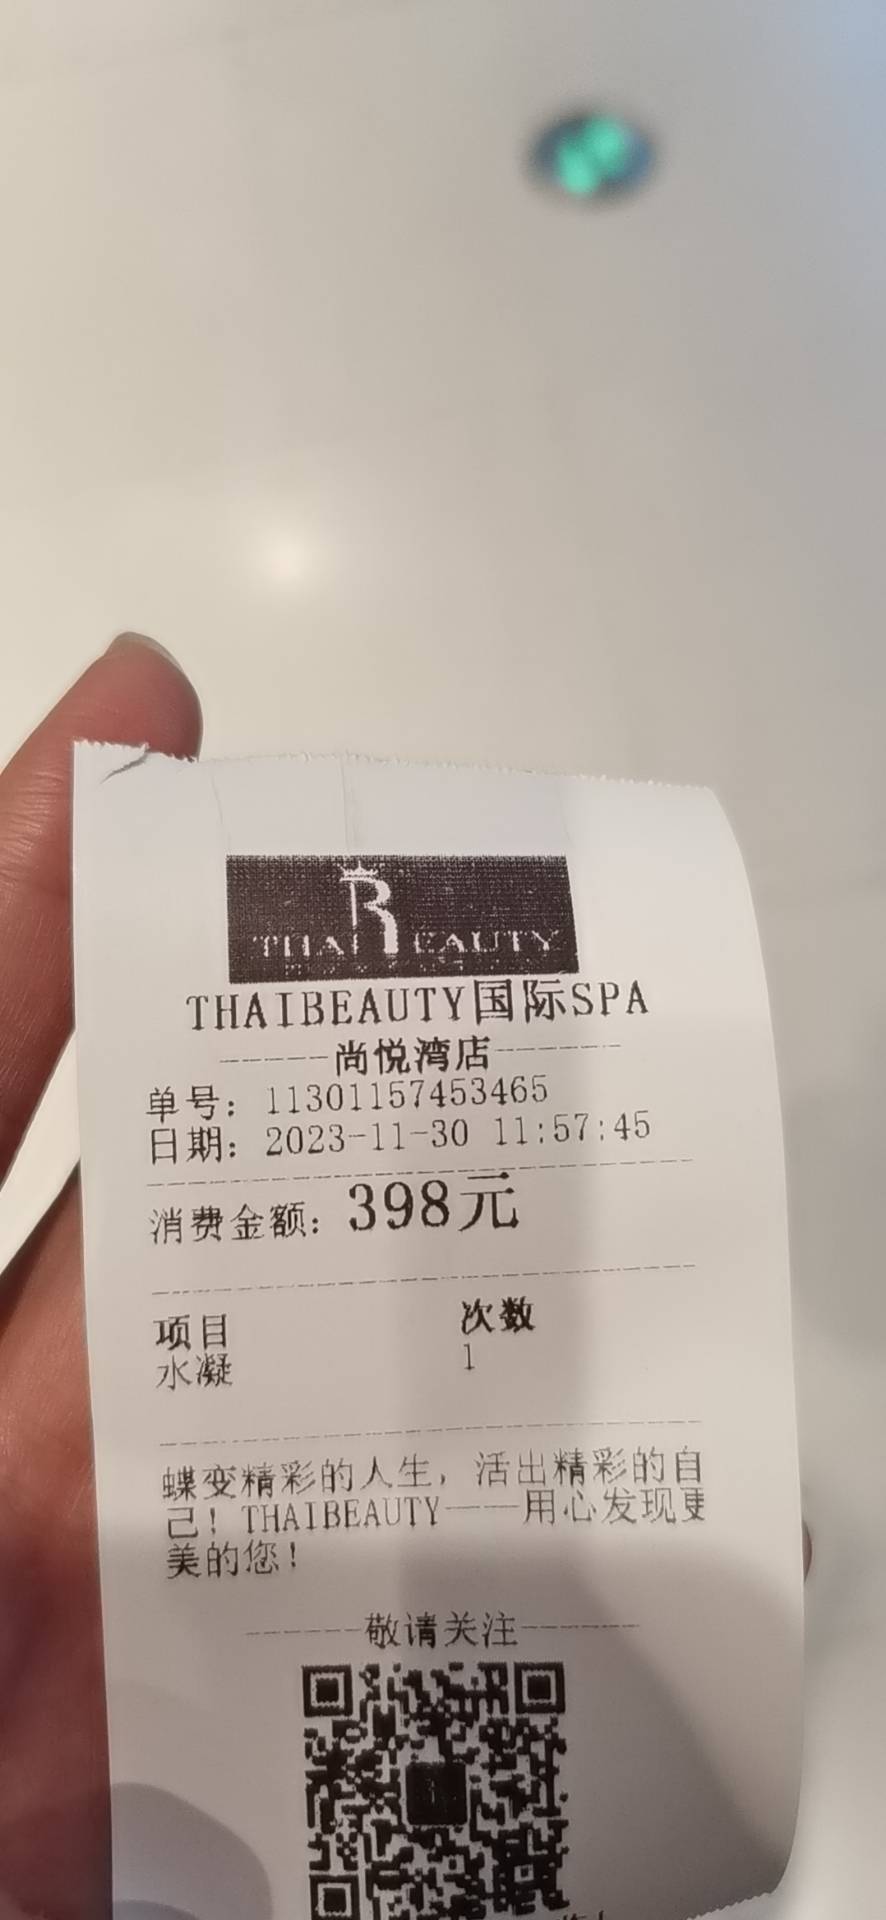 THAI BEAUTY
THAIBEAUTY国际SPA
-----尚悦湾店-----
单号：11301157453465
日期：2023-11-30 11:57:45
消费金额：398元
项目 次数
水凝 1
蝶变精彩的人生，活出精彩的自
己！THAIBEAUTY——用心发现更
美的您！
-----敬请关注-----